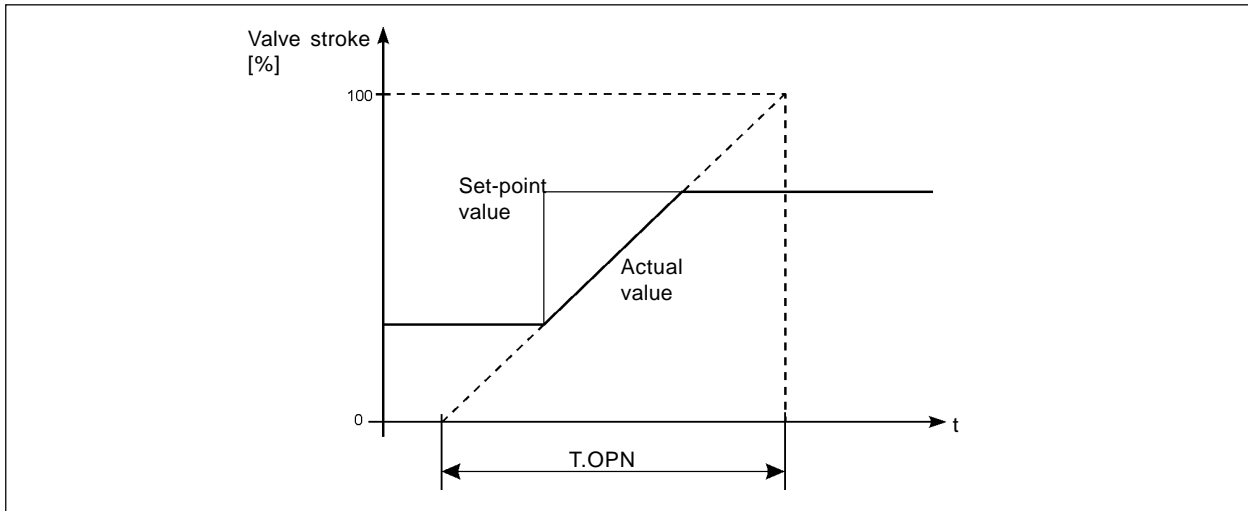 Valve stroke
[%]
100
Set-point
value
Actual
value
0
t
T.OPN